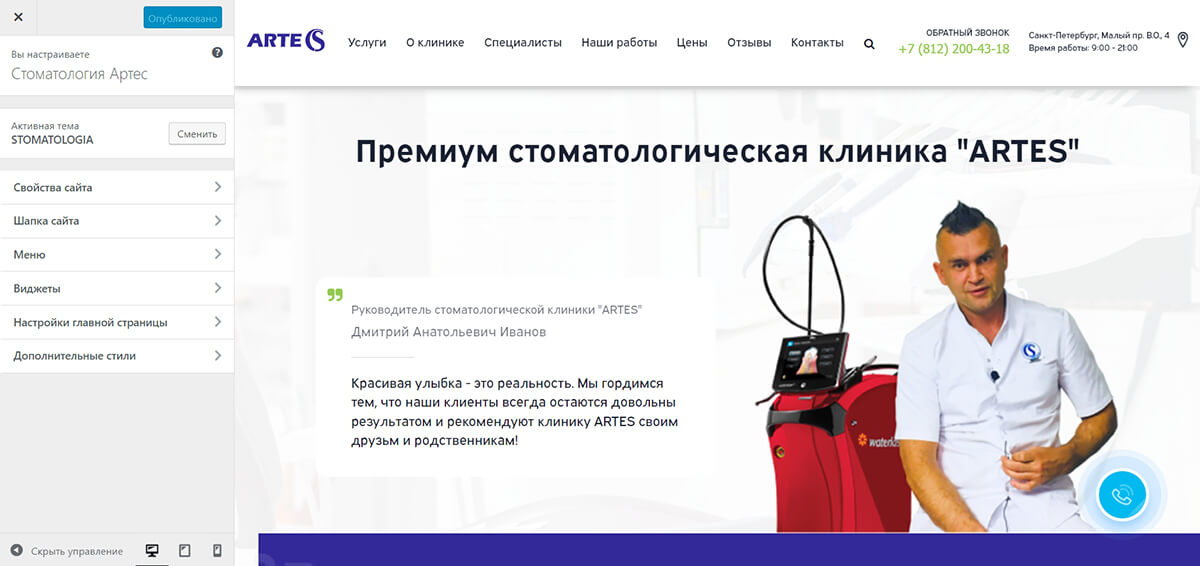 Опубликовано
Вы настраиваете
Стоматология Артес
Активная тема
STOMATOLOGIA
Сменить
Свойства сайта
Шапка сайта
Меню
Виджеты
Настройки главной страницы
Дополнительные стили
Скрыть управление
ARTES
Услуги О клинике Специалисты Наши работы Цены Отзывы Контакты
ОБРАТНЫЙ ЗВОНОК
+7 (812) 200-43-18
Санкт-Петербург, Малый пр. В.О., 4
Время работы: 9:00 - 21:00
Премиум стоматологическая клиника "ARTES"
Руководитель стоматологической клиники "ARTES"
Дмитрий Анатольевич Иванов
Красивая улыбка - это реальность. Мы гордимся
тем, что наши клиенты всегда остаются довольны
результатом и рекомендуют клинику ARTES своим
друзьм и родственникам!